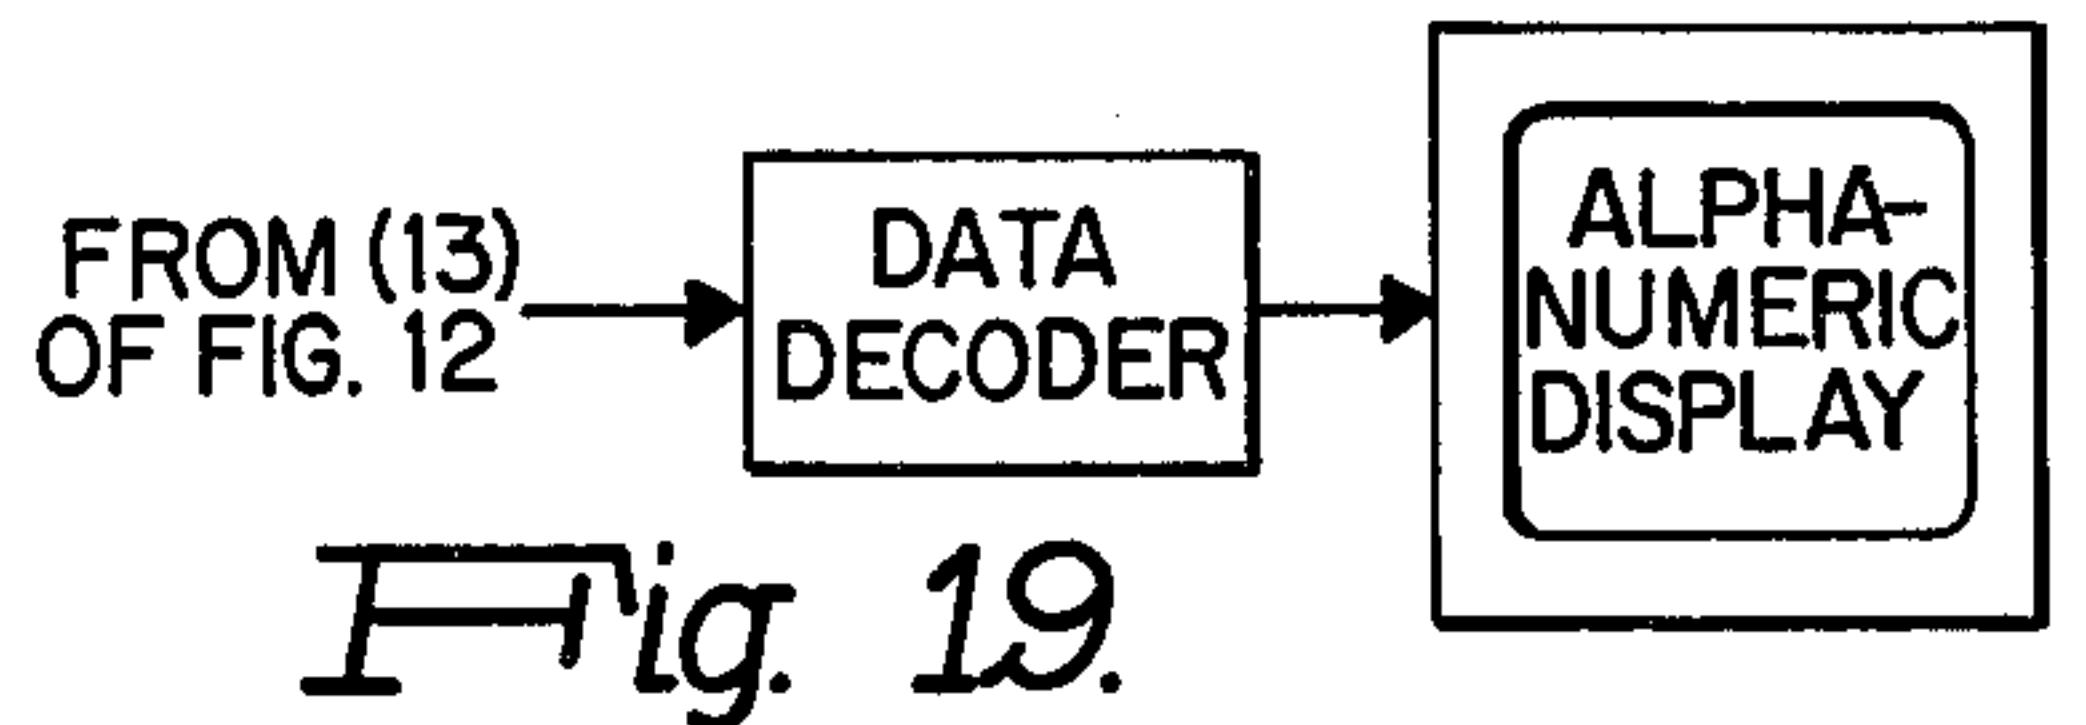 FROM (13)
OF FIG. 12
DATA
DECODER
ALPHA-
NUMERIC
DISPLAY
Fig. 19.